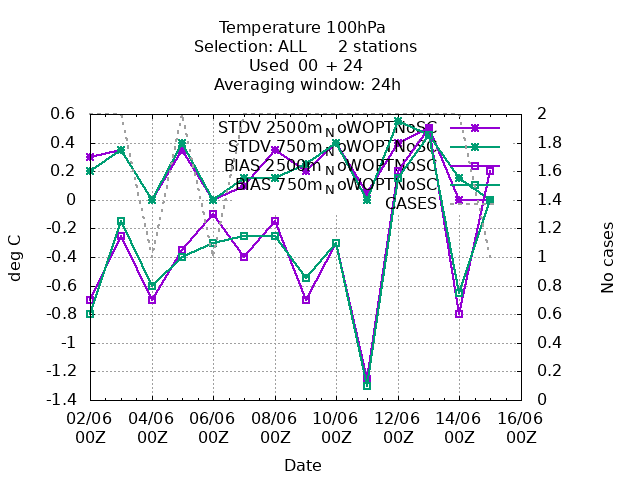 Temperature 100hPa
Selection: ALL 2 stations
Used 00 + 24
Averaging window: 24h
STDV 2500m_NoWOPTNoSC
STDV 750m_NoWOPTNoSC
BIAS 2500m_NoWOPTNoSC
BIAS 750m_NoWOPTNoSC
CASES
0.6
0.4
0.2
0
-0.2
-0.4
-0.6
-0.8
-1
-1.2
-1.4
deg C
2
1.8
1.6
1.4
1.2
1
0.8
0.6
0.4
0.2
0
No cases
02/06 04/06 06/06 08/06 10/06 12/06 14/06 16/06
00Z 00Z 00Z 00Z 00Z 00Z 00Z 00Z
Date